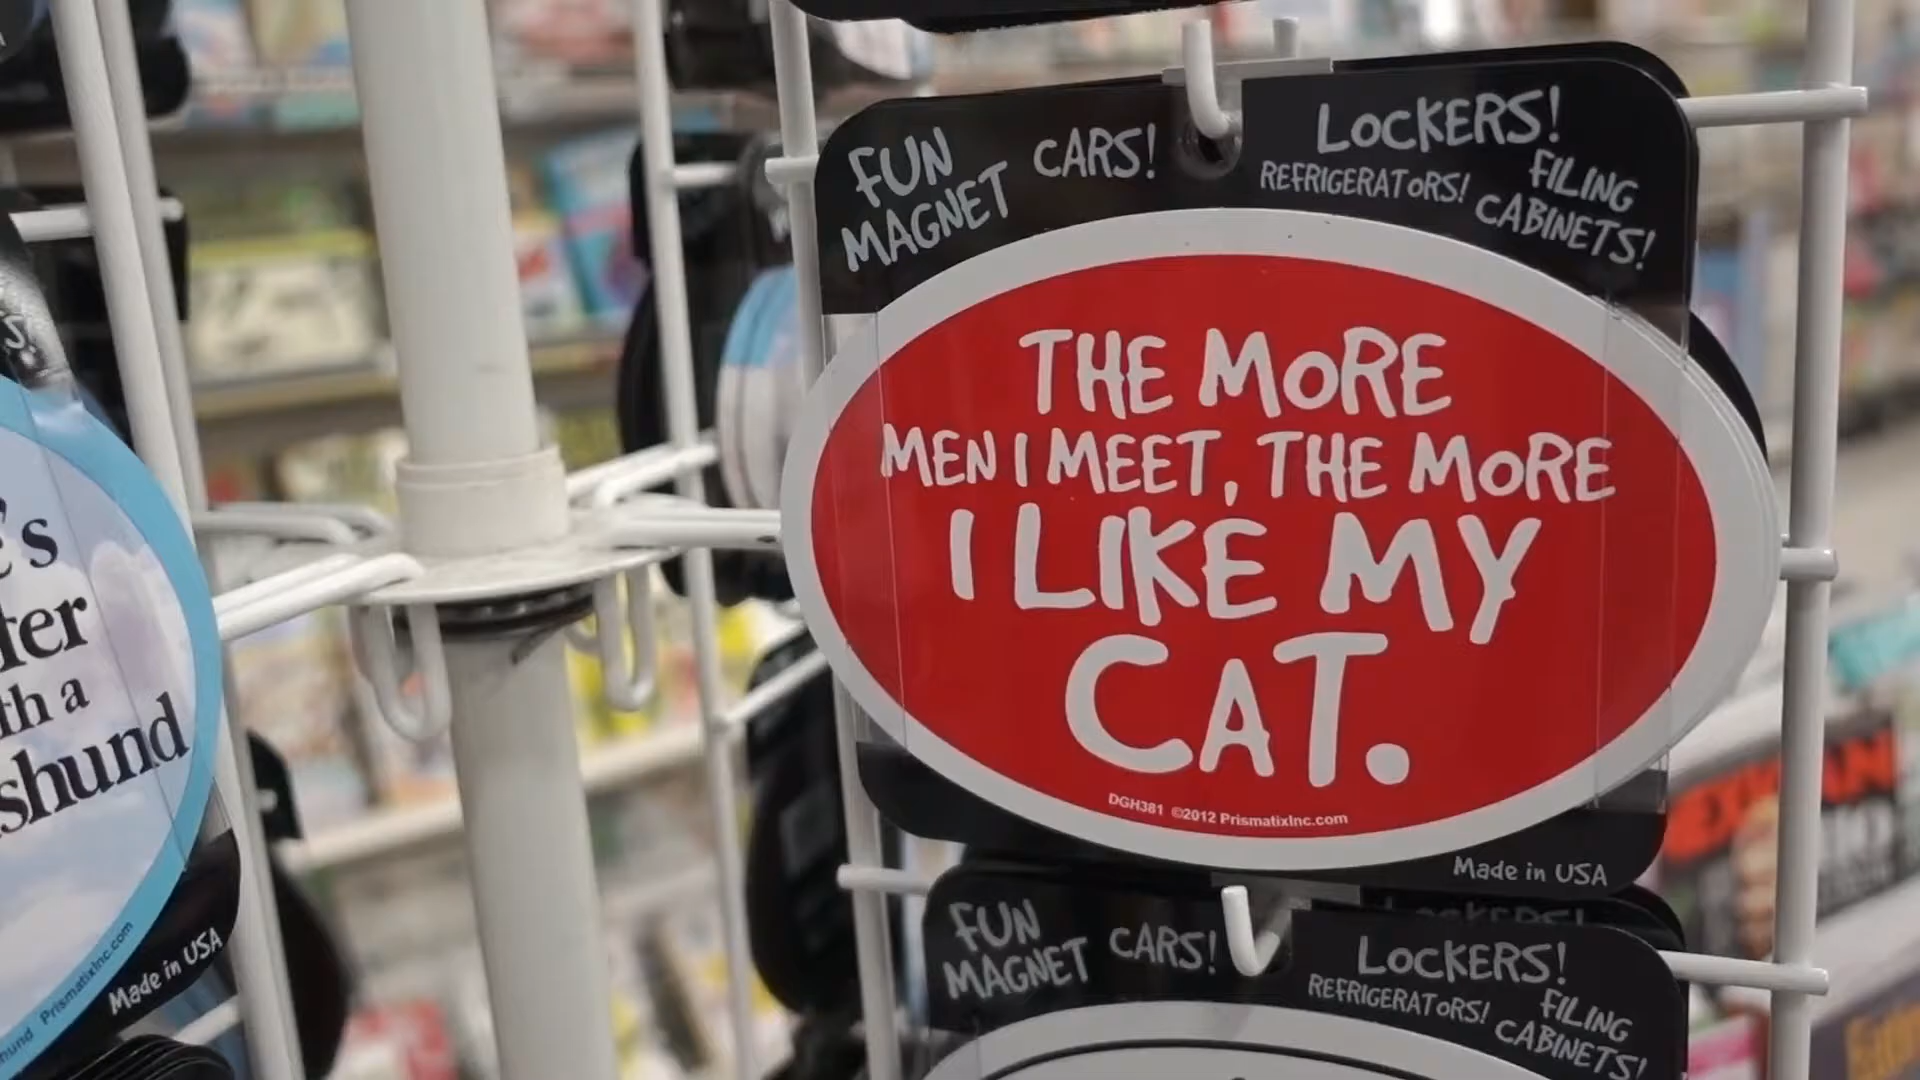 FUN
MAGNET
CARS!
LOCKERS!
REFRIGERATORS!
FILING
CABINETS!
THE MORE
MEN I MEET, THE MORE
I LIKE MY
CAT.
DGH381 ©2012 PrismatixInc.com
Made in USA
FUN
MAGNET
CARS!
LOCKERS!
REFRIGERATORS!
FILING
CABINETS!
's
fer
th a
shund
PrismatixInc.com
Made in USA